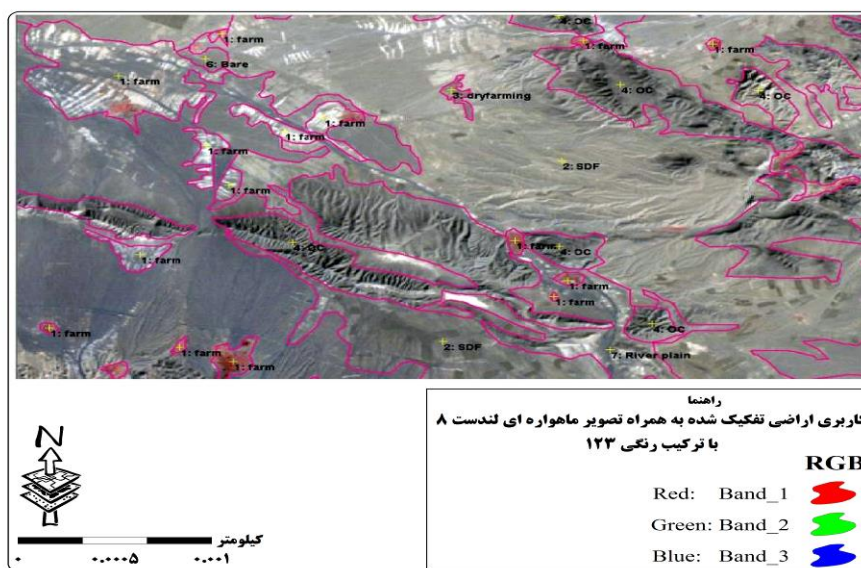 4: OC
1: farm
1: farm
1: farm
6: Bare
1: farm
4: OC
3: dryfarming
4: OC
1: farm
1: farm
1: farm
2: SDF
1: farm
1: farm
4: OC
4: OC
1: farm
1: farm
1: farm
1: farm
4: OC
2: SDF
1: farm
7: River plain
1: farm
راهنما
کاربری اراضی تفکیک شده به همراه تصویر ماهواره ای لندست ۸
با ترکیب رنگی ۱۲۳
RGB
Red: Band_1
Green: Band_2
Blue: Band_3
N
کیلومتر
۰ ۰.۰۰۰۵ ۰.۰۰۱